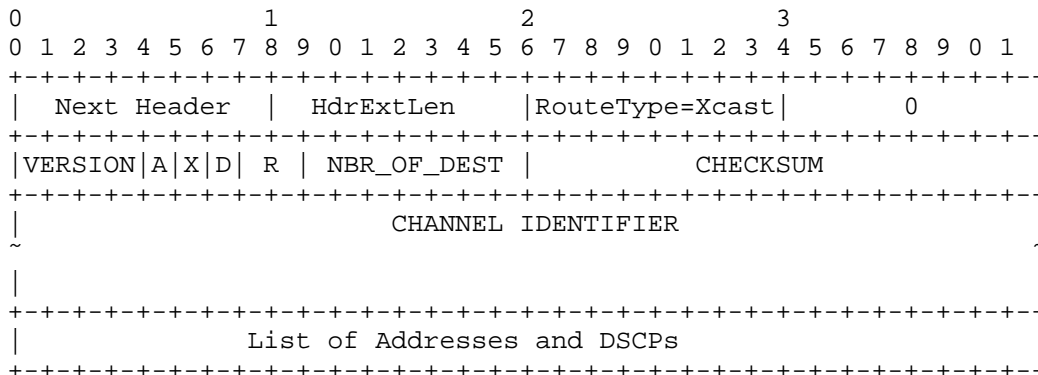 0                   1                   2                   3
0 1 2 3 4 5 6 7 8 9 0 1 2 3 4 5 6 7 8 9 0 1 2 3 4 5 6 7 8 9 0 1
+-+-+-+-+-+-+-+-+-+-+-+-+-+-+-+-+-+-+-+-+-+-+-+-+-+-+-+-+-+-+-+--
|  Next Header  |  HdrExtLen    |RouteType=Xcast|       0
+-+-+-+-+-+-+-+-+-+-+-+-+-+-+-+-+-+-+-+-+-+-+-+-+-+-+-+-+-+-+-+--
|VERSION|A|X|D| R | NBR_OF_DEST |          CHECKSUM
+-+-+-+-+-+-+-+-+-+-+-+-+-+-+-+-+-+-+-+-+-+-+-+-+-+-+-+-+-+-+-+--
|                       CHANNEL IDENTIFIER
~                                                               ~
|
+-+-+-+-+-+-+-+-+-+-+-+-+-+-+-+-+-+-+-+-+-+-+-+-+-+-+-+-+-+-+-+--
|              List of Addresses and DSCPs
+-+-+-+-+-+-+-+-+-+-+-+-+-+-+-+-+-+-+-+-+-+-+-+-+-+-+-+-+-+-+-+--